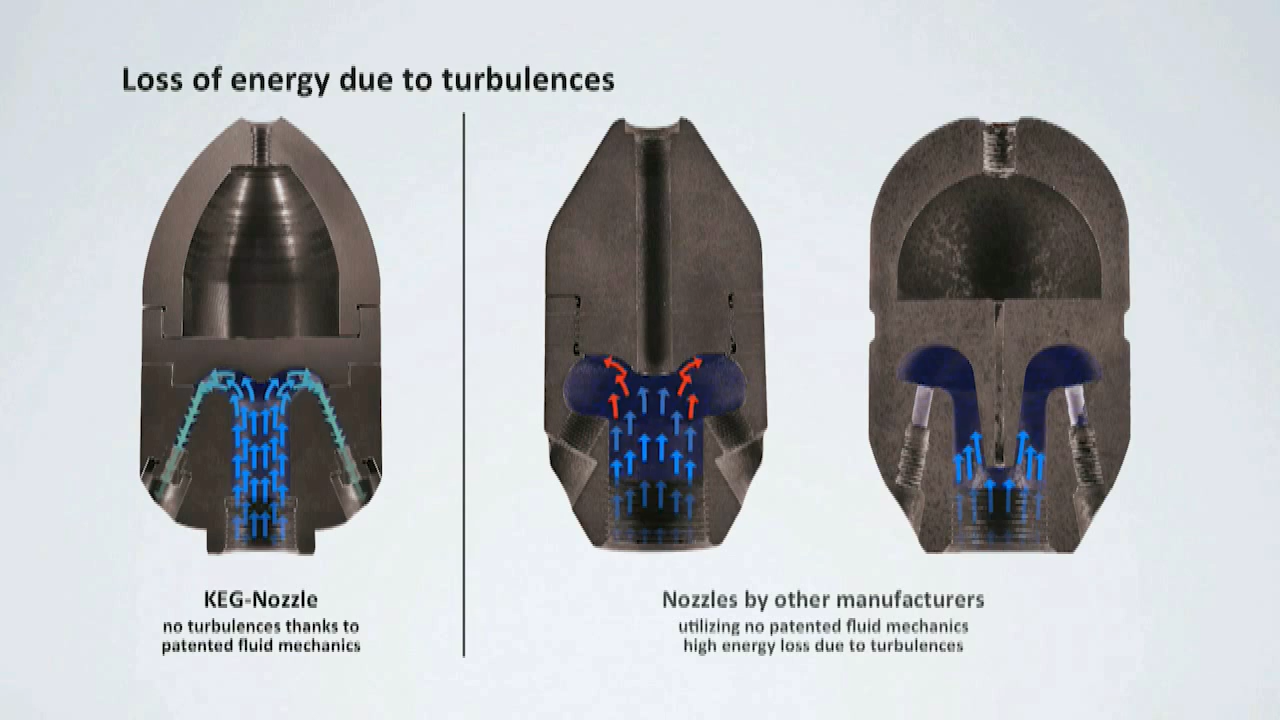 Loss of energy due to turbulences
KEG-Nozzle
no turbulences thanks to
patented fluid mechanics
Nozzles by other manufacturers
utilizing no patented fluid mechanics
high energy loss due to turbulences